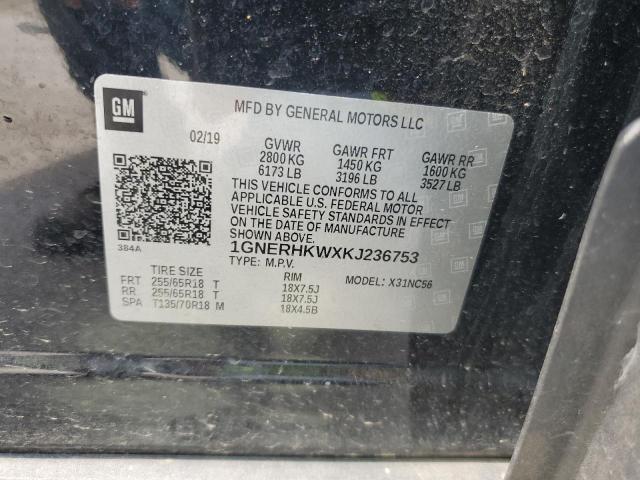 GM
MFD BY GENERAL MOTORS LLC
02/19 GVWR GAWR FRT GAWR RR
2800 KG 1450 KG 1600 KG
6173 LB 3196 LB 3527 LB
THIS VEHICLE CONFORMS TO ALL
APPLICABLE U.S. FEDERAL MOTOR
VEHICLE SAFETY STANDARDS IN EFFECT
ON THE DATE OF MANUFACTURE
SHOWN ABOVE.
384A
1GNERHKWXKJ236753
TYPE: M.P.V.
TIRE SIZE RIM MODEL: X31NC56
FRT 255/65R18 T 18X7.5J
RR 255/65R18 T 18X7.5J
SPA T135/70R18 M 18X4.5B